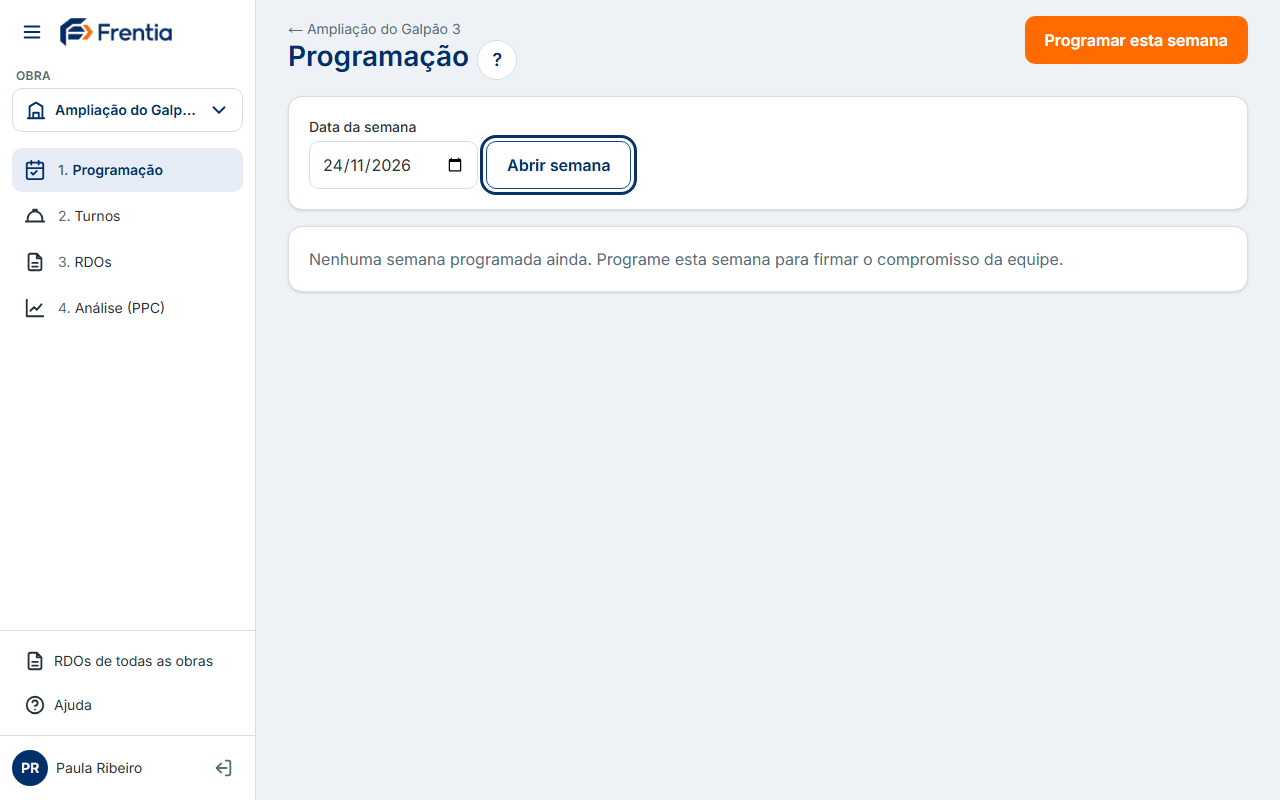 Frentia
OBRA
Ampliação do Galp...
1. Programação
2. Turnos
3. RDOs
4. Análise (PPC)
RDOs de todas as obras
Ajuda
PR
Paula Ribeiro
← Ampliação do Galpão 3
Programação
?
Programar esta semana
Data da semana
24/11/2026
Abrir semana
Nenhuma semana programada ainda. Programe esta semana para firmar o compromisso da equipe.